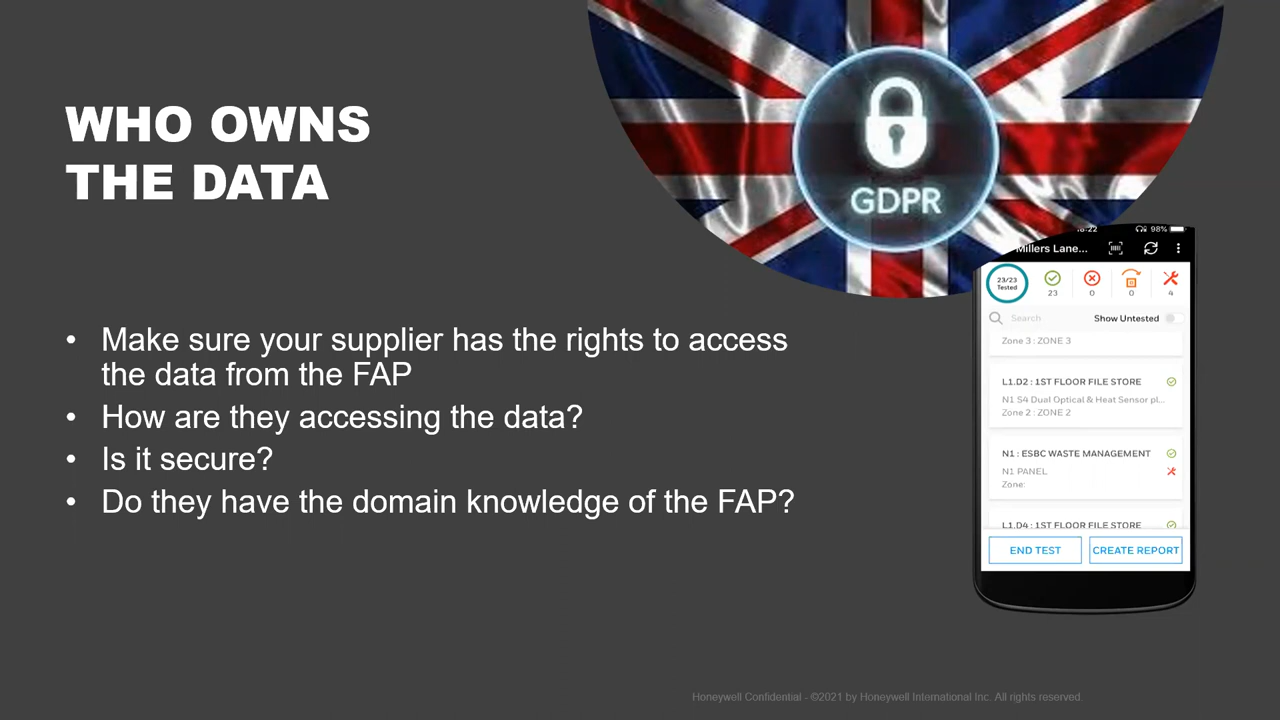 WHO OWNS
THE DATA
GDPR
• Make sure your supplier has the rights to access
the data from the FAP
• How are they accessing the data?
• Is it secure?
• Do they have the domain knowledge of the FAP?
98%
Millers Lane...
23/23
Tested
23
0
0
4
Search
Show Untested
Zone 3 : ZONE 3
L1.D2 : 1ST FLOOR FILE STORE
N1 S4 Dual Optical & Heat Sensor pl...
Zone 2 : ZONE 2
N1 : ESBC WASTE MANAGEMENT
N1 PANEL
Zone:
L1.D4 : 1ST FLOOR FILE STORE
END TEST
CREATE REPORT
Honeywell Confidential - ©2021 by Honeywell International Inc. All rights reserved.